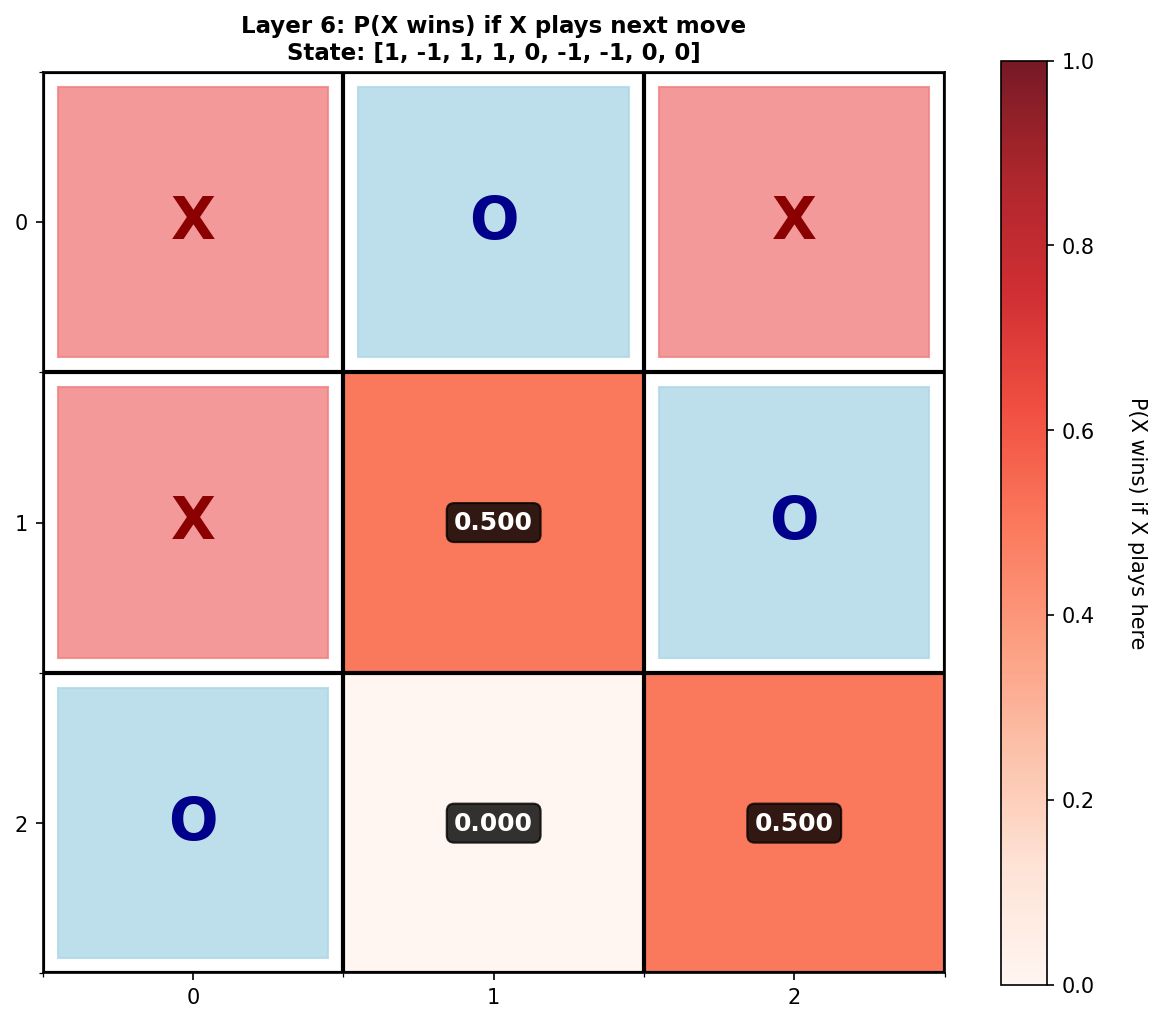 Layer 6: P(X wins) if X plays next move
State: [1, -1, 1, 1, 0, -1, -1, 0, 0]
X O X
X 0.500 O
O 0.000 0.500
0
1
2
0 1 2
1.0
0.8
0.6
0.4
0.2
0.0
P(X wins) if X plays here